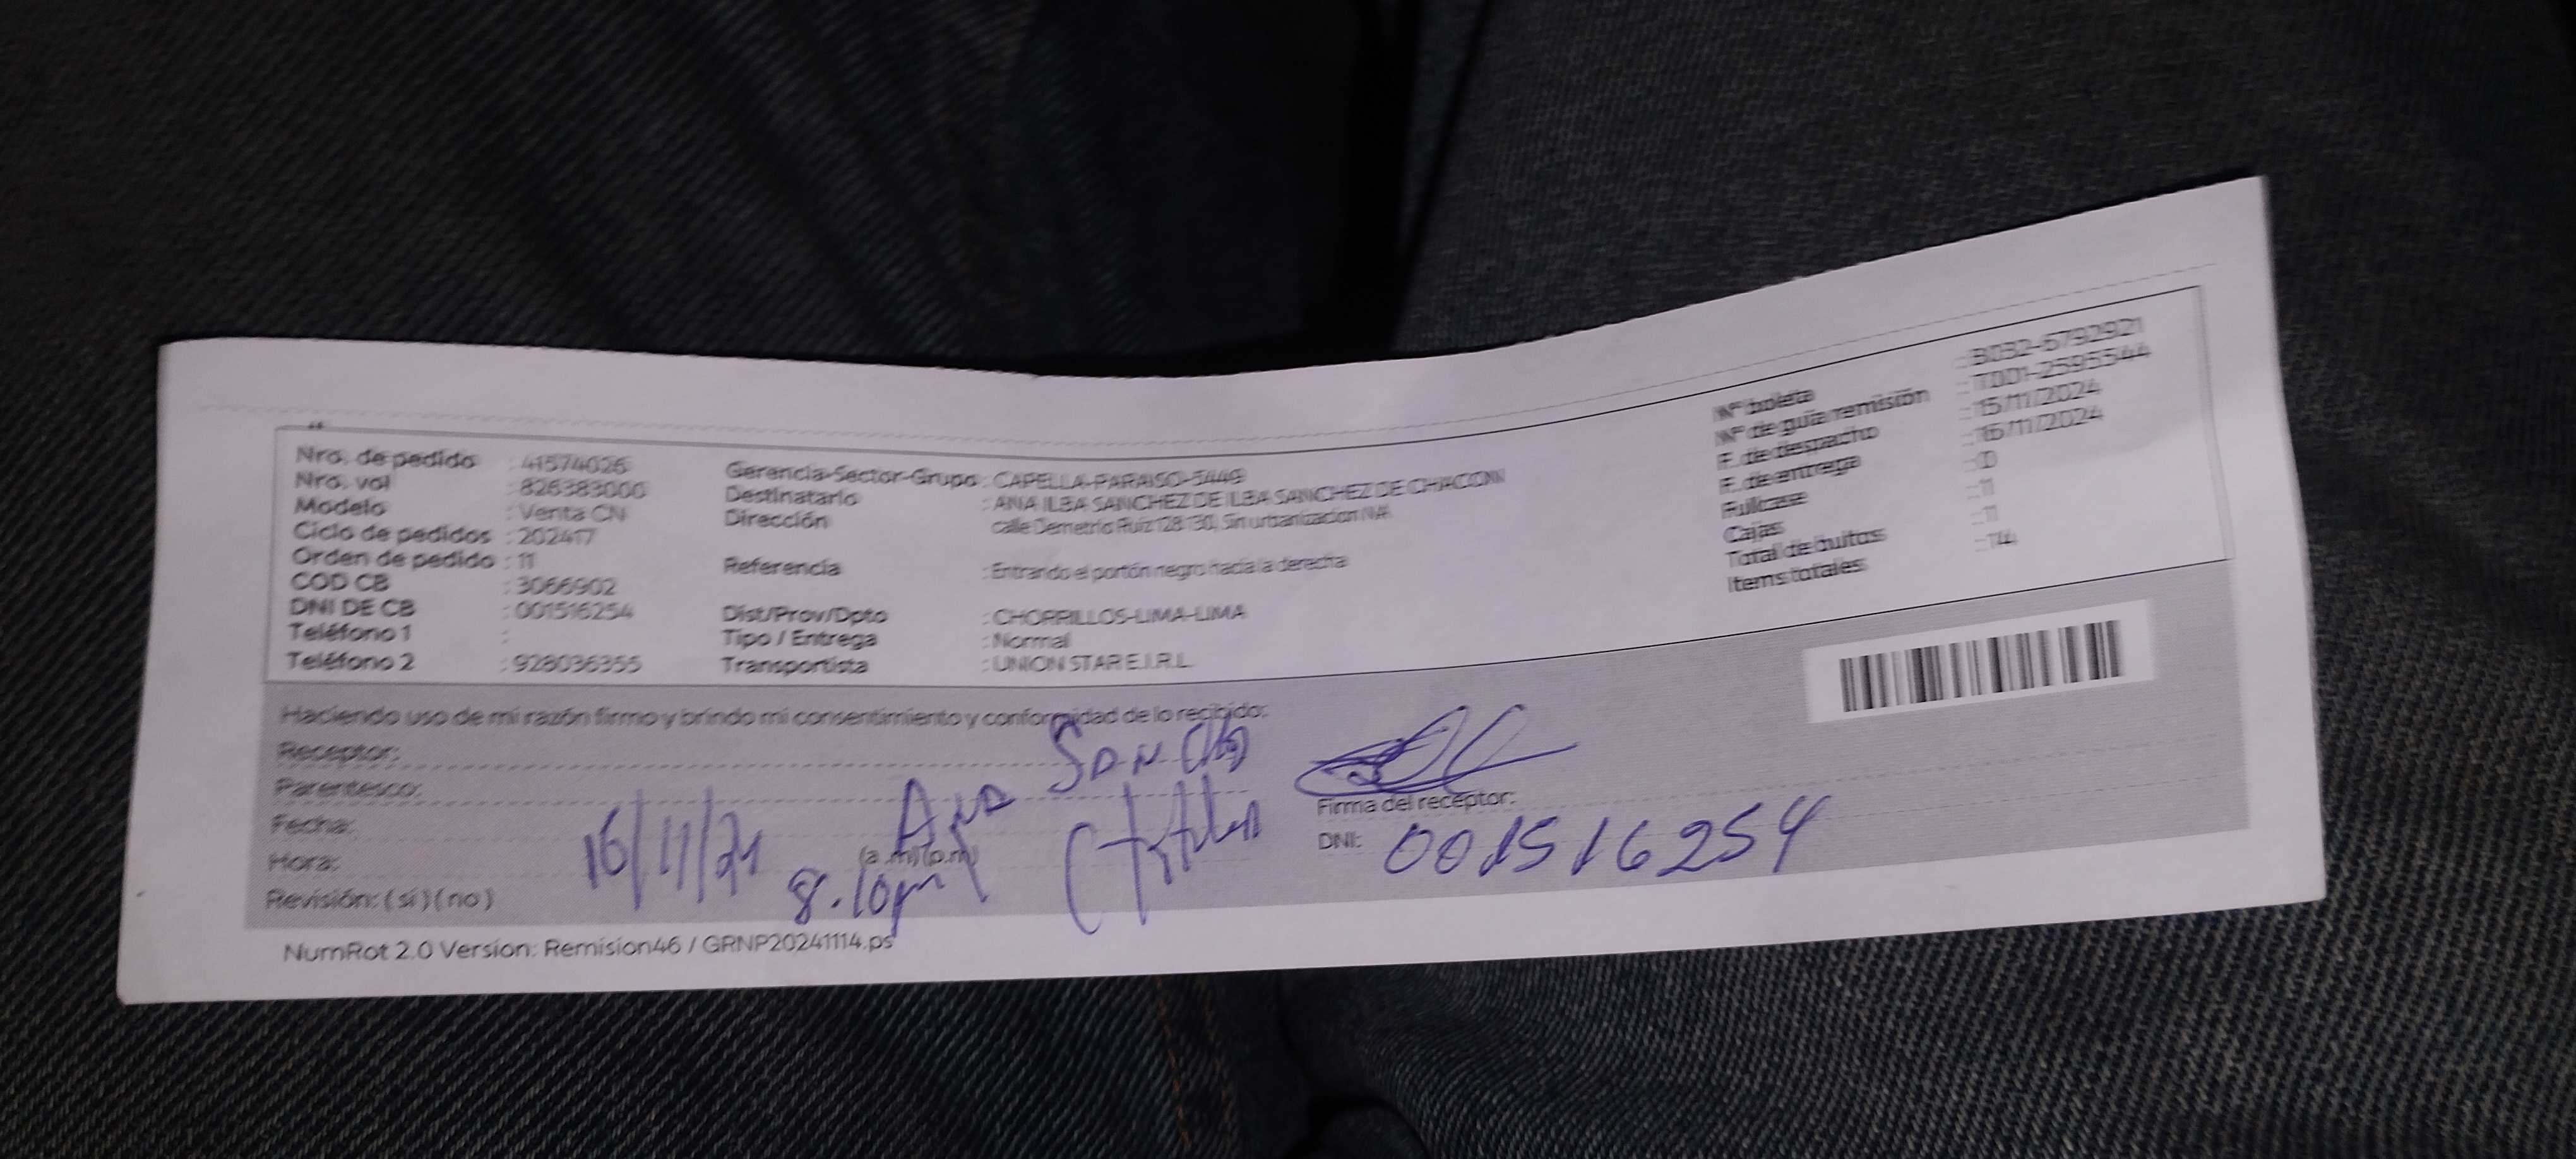 Nro. de pedido : 41574026
Nro. vol : 826383000
Modelo : Venta CN
Ciclo de pedidos : 202417
Orden de pedido : 11
COD CB : 3066902
DNI DE CB : 001516254
Teléfono 1 :
Teléfono 2 : 928036355
Gerencia-Sector-Grupo : CAPELLA-PARAISO-5449
Destinatario : ANA ILBA SANCHEZ DE ILBA SANCHEZ DE CHACON
Dirección : calle Demetrio Ruiz 128 130, Sin urbanizacion
Referencia : Entrando el portón negro hacia la derecha
Dist/Prov/Dpto : CHORRILLOS-LIMA-LIMA
Tipo / Entrega : Normal
Transportista : UNION STAR E.I.R.L.
N° boleta : B032-6792921
N° de guía remisión : T001-2595544
F. de despacho : 15/11/2024
F. de entrega : 16/11/2024
Fullcase : 0
Cajas : 1
Total de bultos : 1
Items totales : 14
Haciendo uso de mi razón firmo y brindo mi consentimiento y conformidad de lo recibido:
Receptor: Ana Sanchez
Parentesco: (titular)
Fecha: 16/11/24
Hora: 8.10pm (a.m)(p.m)
Revisión: (si) (no)
Firma del receptor:
DNI: 001516254
NumRot 2.0 Version: Remision46 / GRNP20241114.ps